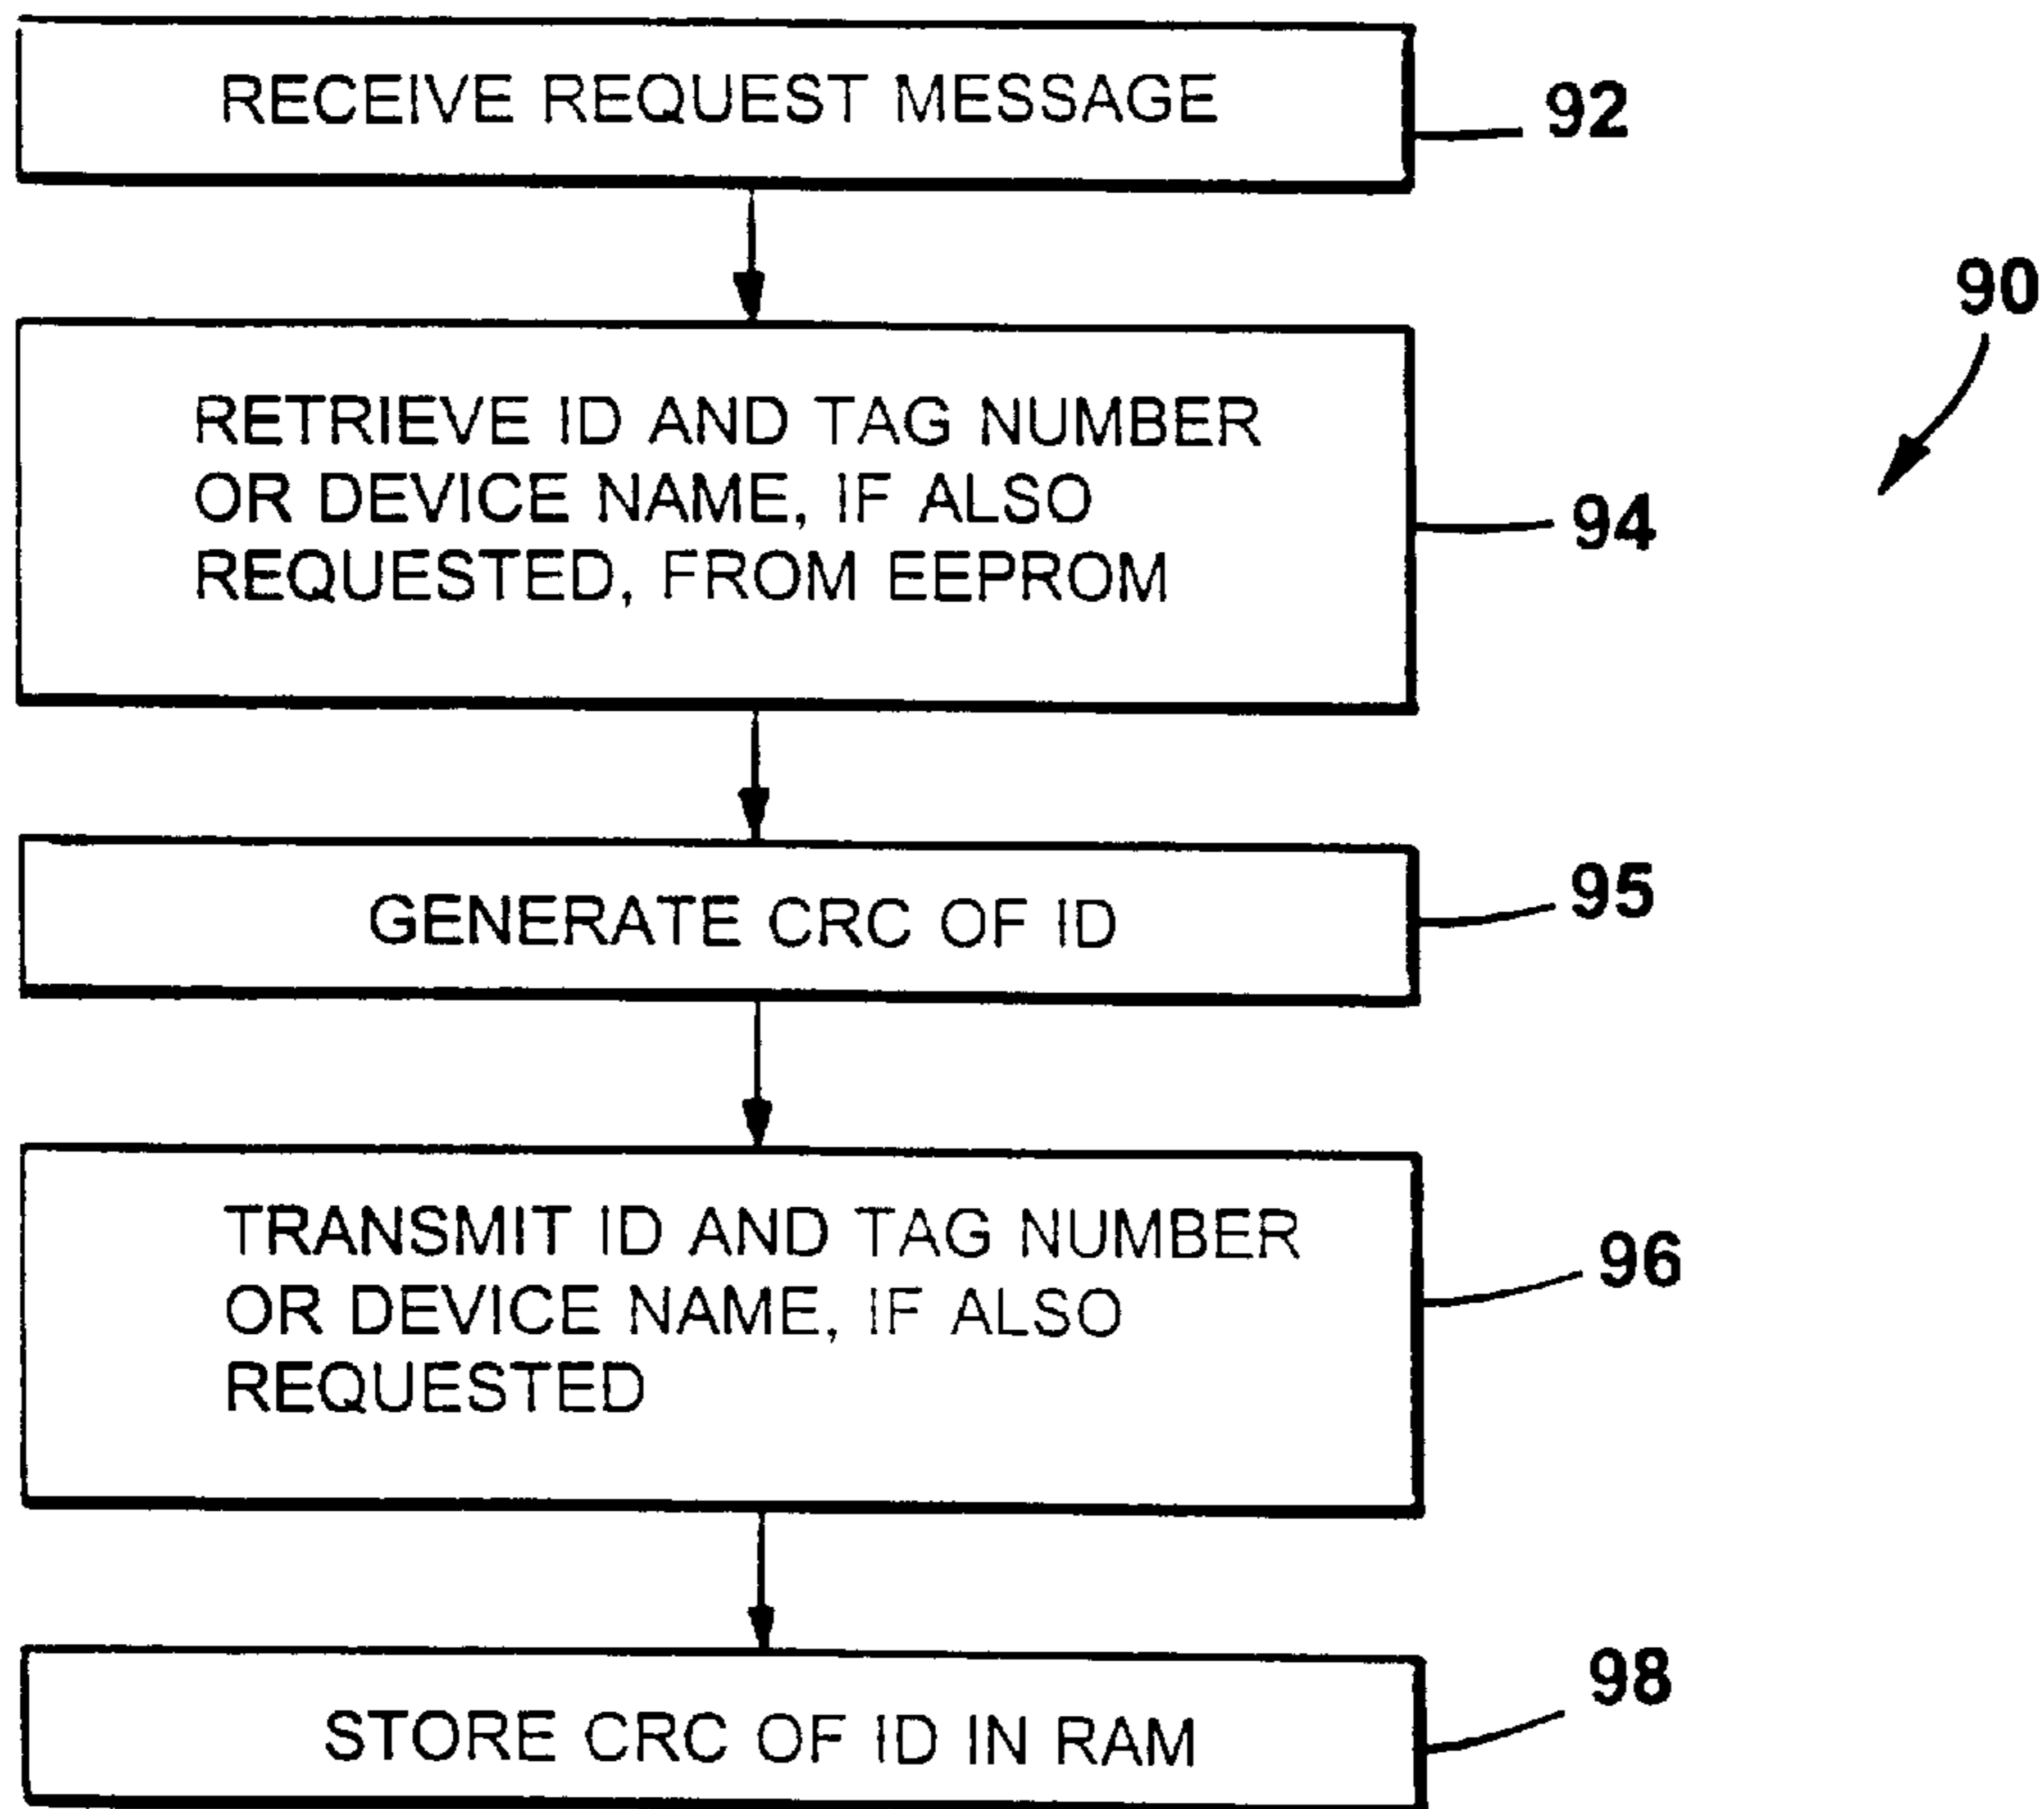 RECEIVE REQUEST MESSAGE
92
90
RETRIEVE ID AND TAG NUMBER
OR DEVICE NAME, IF ALSO
REQUESTED, FROM EEPROM
94
GENERATE CRC OF ID
95
TRANSMIT ID AND TAG NUMBER
OR DEVICE NAME, IF ALSO
REQUESTED
96
STORE CRC OF ID IN RAM
98